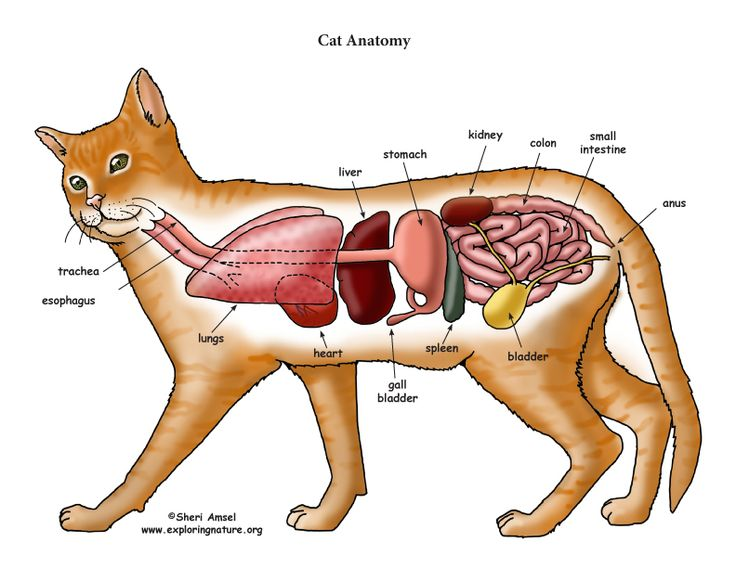 Cat Anatomy
kidney
colon
small
intestine
stomach
liver
anus
trachea
esophagus
lungs
heart
gall
bladder
spleen
bladder
©Sheri Amsel
www.exploringnature.org